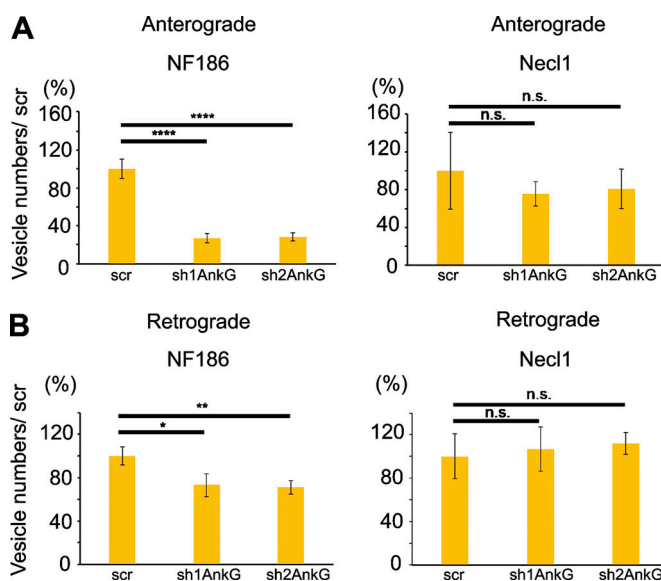 A
Anterograde
NF186
(%)
Vesicle numbers/ scr
160
120
80
40
0
****
****
scr
sh1AnkG
sh2AnkG
Anterograde
Necl1
(%)
160
120
80
40
0
n.s.
n.s.
scr
sh1AnkG
sh2AnkG
B
Retrograde
NF186
(%)
Vesicle numbers/ scr
120
80
40
0
**
*
scr
sh1AnkG
sh2AnkG
Retrograde
Necl1
(%)
120
80
40
0
n.s.
n.s.
scr
sh1AnkG
sh2AnkG